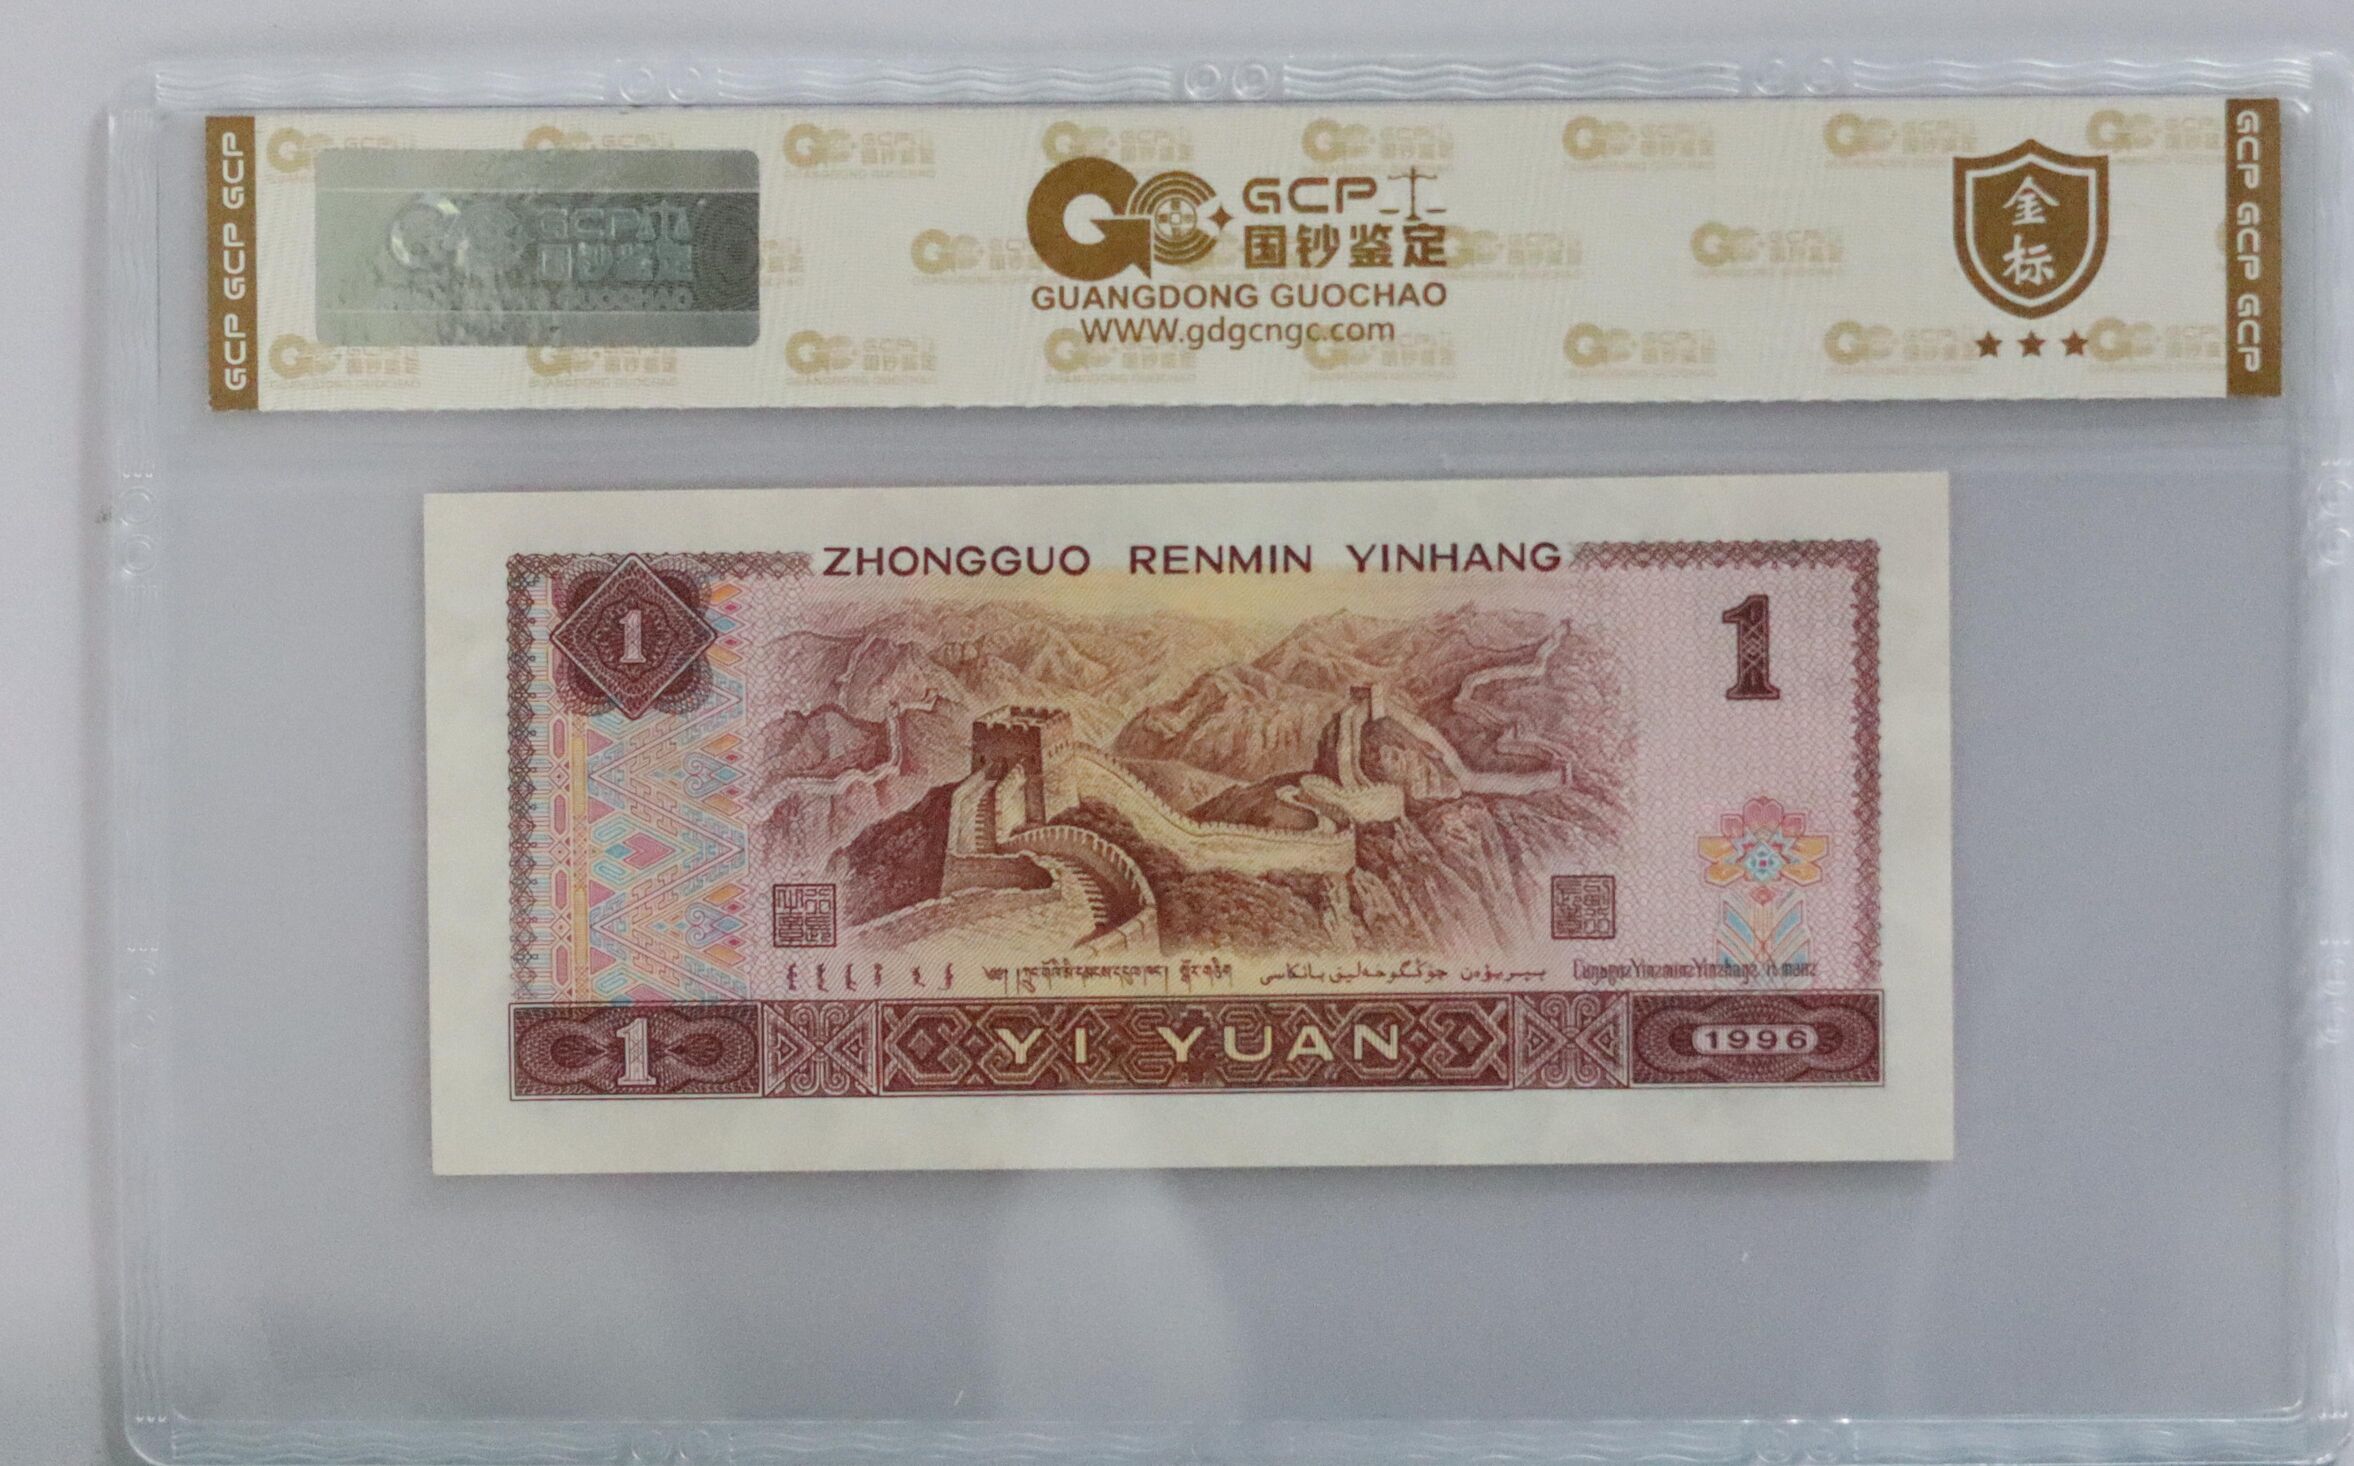 GCP GCP GCP
GCP
国钞鉴定
GUANGDONG GUOCHAO
WWW.gdgcngc.com
金
标
GCP GCP GCP
ZHONGGUO RENMIN YINHANG
1
1
1
YI YUAN
1996